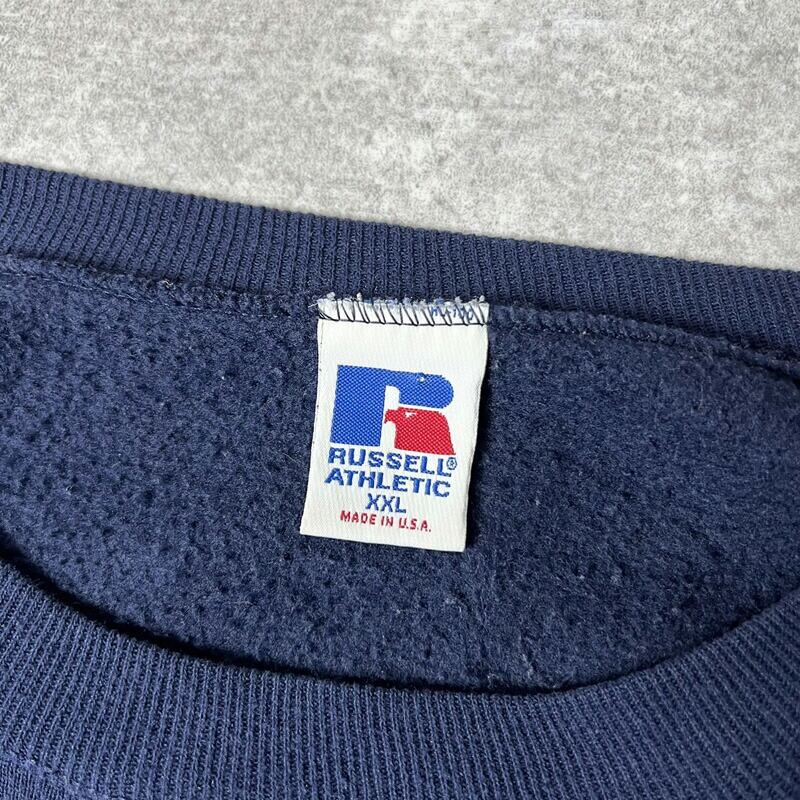 RUSSELL®
ATHLETIC
XXL
MADE IN U.S.A.